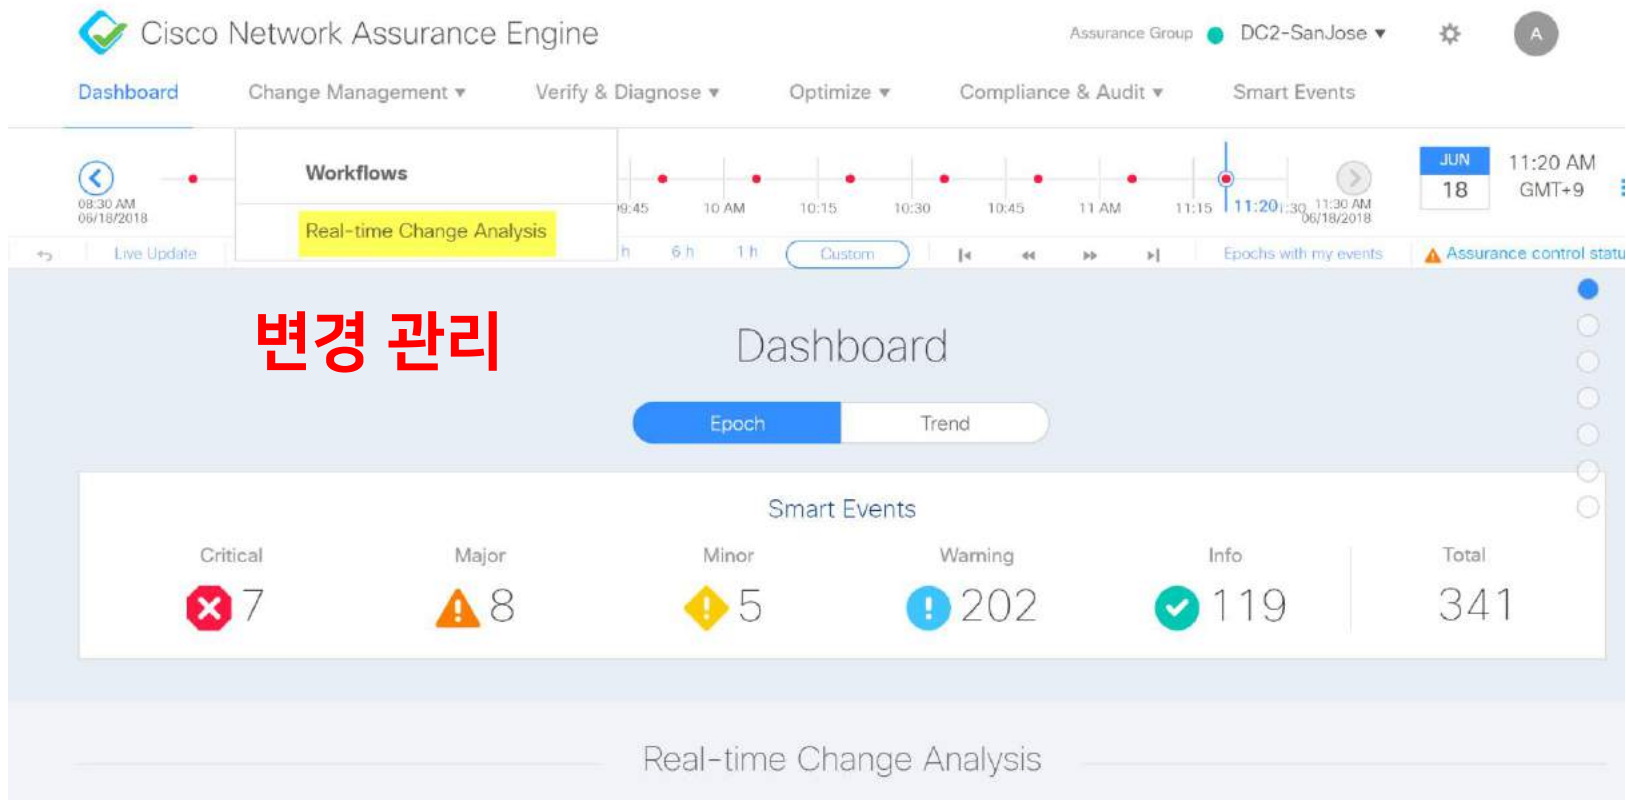 Cisco Network Assurance Engine
Assurance Group DC2-SanJose
A
Dashboard Change Management Verify & Diagnose Optimize Compliance & Audit Smart Events
Workflows
Real-time Change Analysis
08:30 AM
06/18/2018
9:45 10 AM 10:15 10:30 10:45 11 AM 11:15 11:20 :30 11:30 AM
06/18/2018
JUN
18
11:20 AM
GMT+9
Live Update h 6 h 1 h Custom Epochs with my events Assurance control statu
변경 관리
Dashboard
Epoch Trend
Smart Events
Critical Major Minor Warning Info Total
7 8 5 202 119 341
Real-time Change Analysis